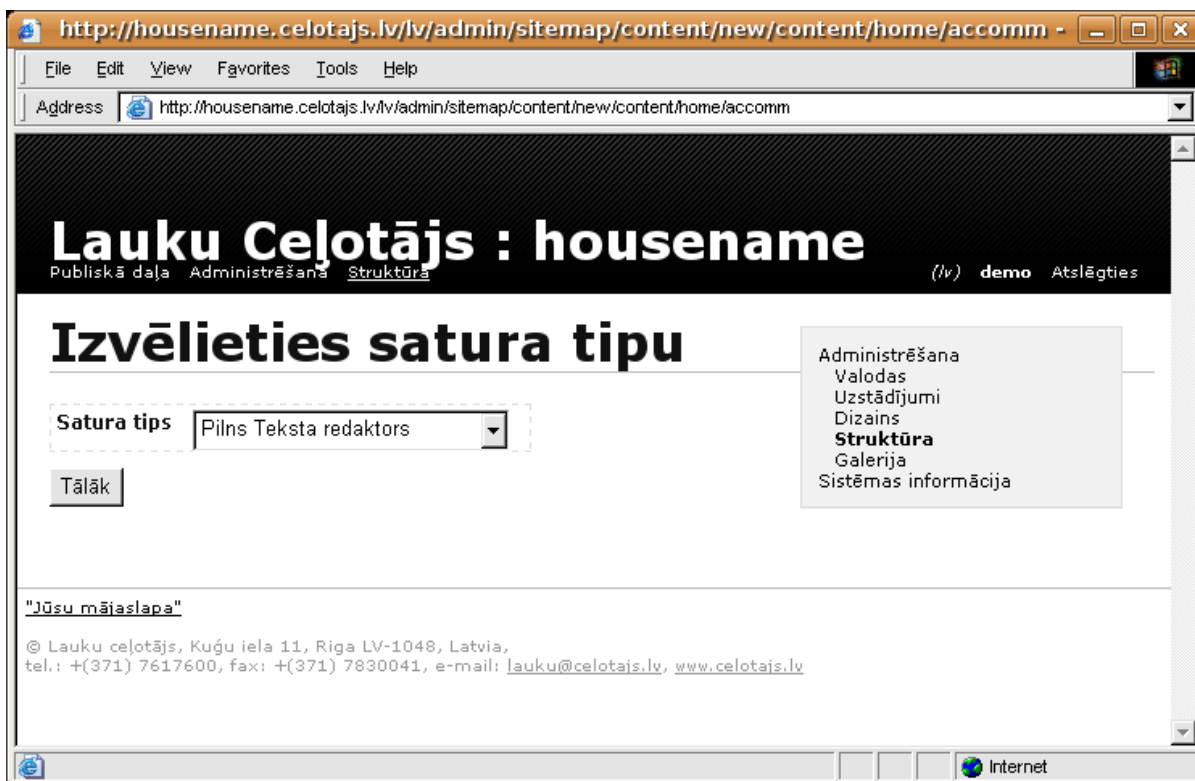 http://housename.celotajs.lv/lv/admin/sitemap/content/new/content/home/accomm -
File Edit View Favorites Tools Help
Address http://housename.celotajs.lv/lv/admin/sitemap/content/new/content/home/accomm
Lauku Ceļotājs : housename
Publiskā daļa Administrēšana Struktūra (lv) demo Atslēgties
Izvēlieties satura tipu
Satura tips Pilns Teksta redaktors
Tālāk
Administrēšana
Valodas
Uzstādījumi
Dizains
Struktūra
Galerija
Sistēmas informācija
"Jūsu mājaslapa"
© Lauku ceļotājs, Kuģu iela 11, Riga LV-1048, Latvia,
tel.: +(371) 7617600, fax: +(371) 7830041, e-mail: lauku@celotajs.lv, www.celotajs.lv
Internet